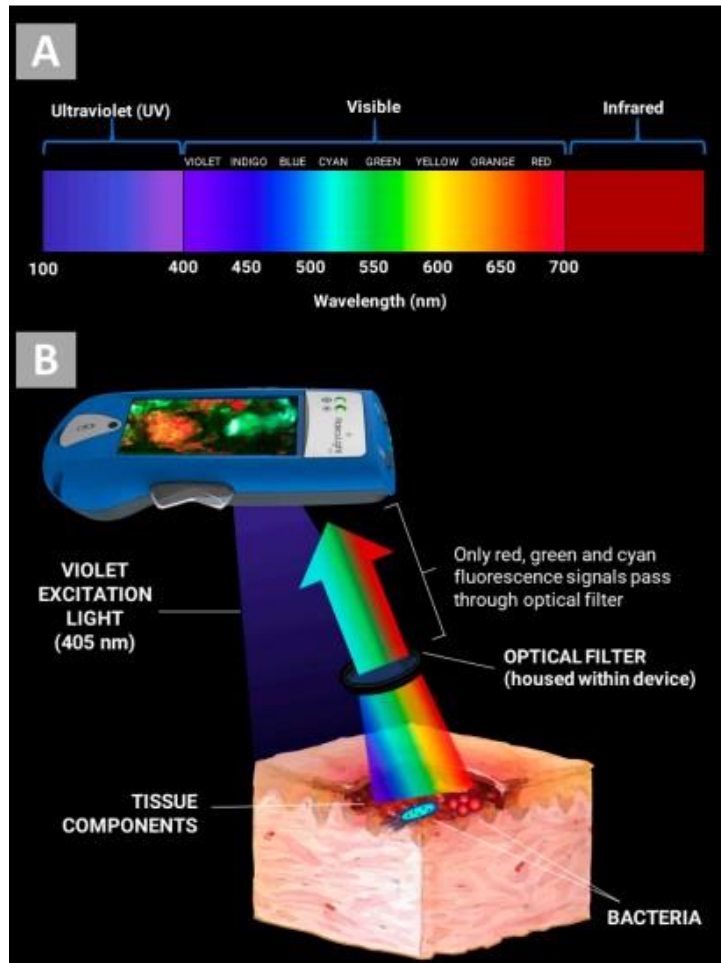 A
Ultraviolet (UV)
Visible
Infrared
VIOLET INDIGO BLUE CYAN GREEN YELLOW ORANGE RED
100 400 450 500 550 600 650 700
Wavelength (nm)
B
Only red, green and cyan
fluorescence signals pass
through optical filter
VIOLET
EXCITATION
LIGHT
(405 nm)
OPTICAL FILTER
(housed within device)
TISSUE
COMPONENTS
BACTERIA